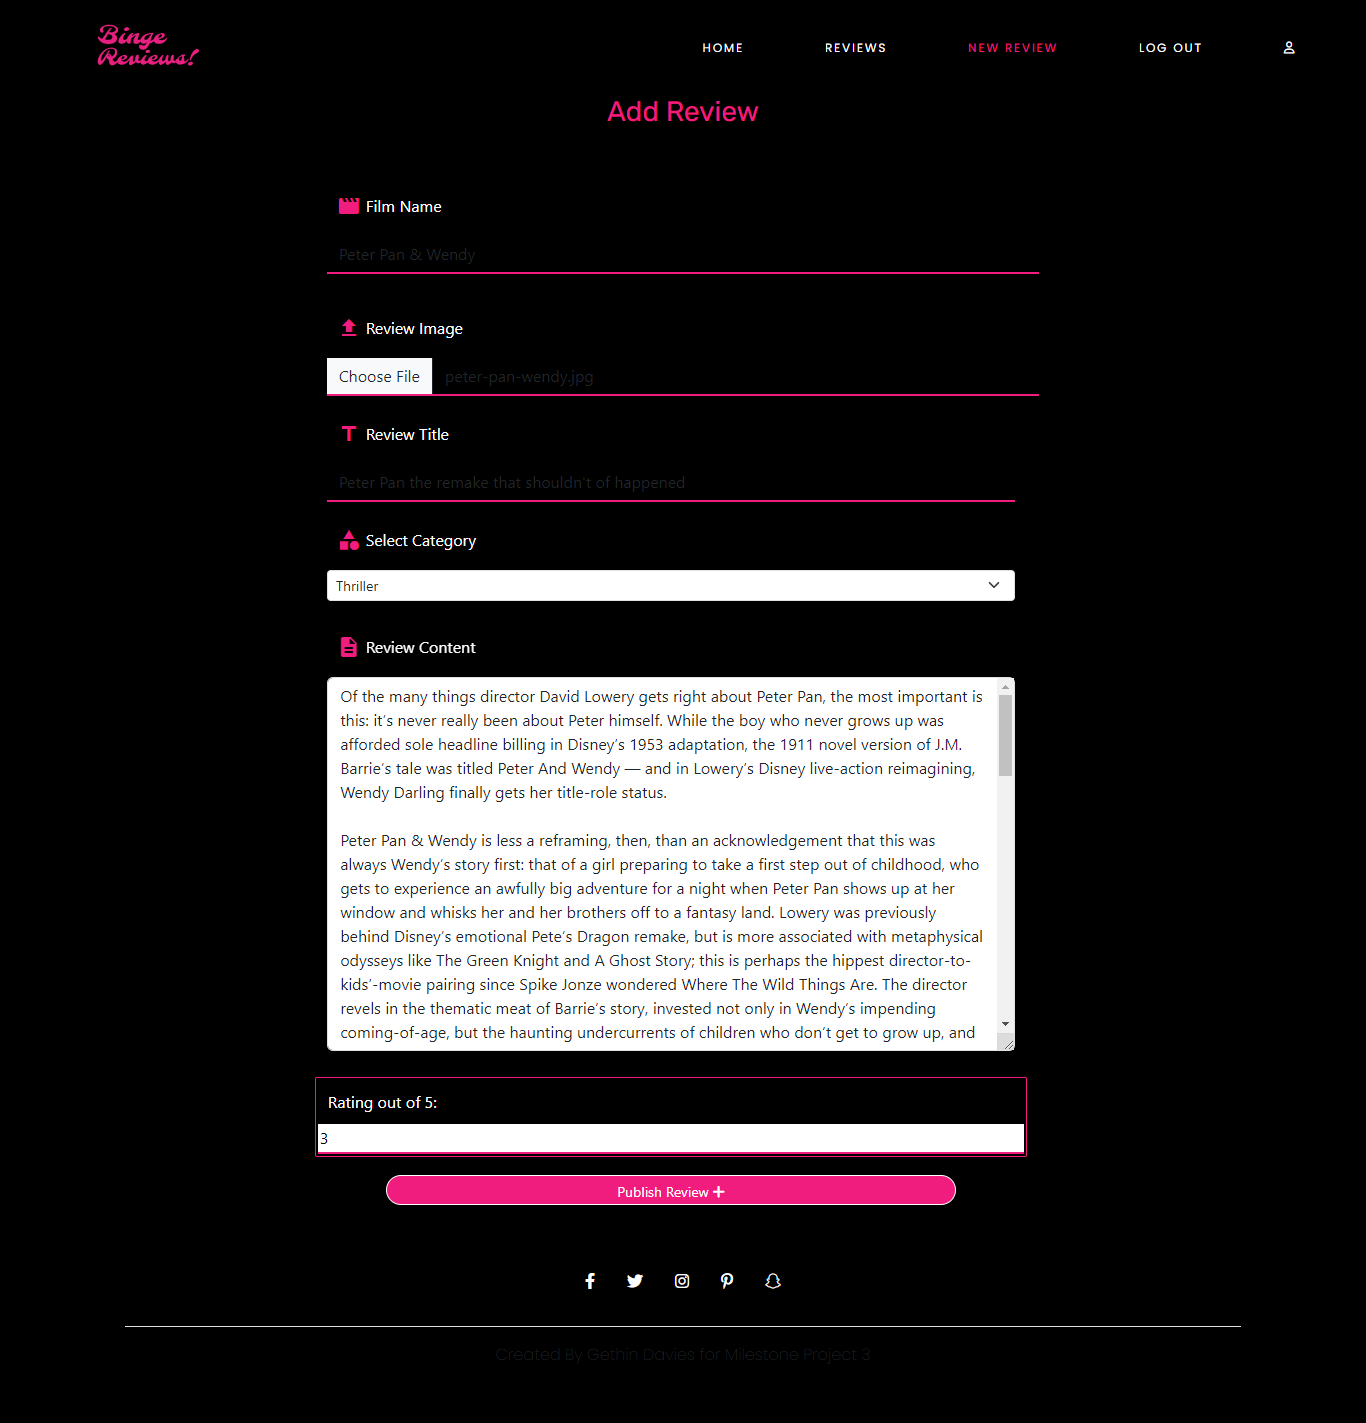 Binge
Reviews!
HOME REVIEWS NEW REVIEW LOG OUT
Add Review
Film Name
Peter Pan & Wendy
Review Image
Choose File peter-pan-wendy.jpg
Review Title
Peter Pan the remake that shouldn't of happened
Select Category
Thriller
Review Content
Of the many things director David Lowery gets right about Peter Pan, the most important is
this: it’s never really been about Peter himself. While the boy who never grows up was
afforded sole headline billing in Disney’s 1953 adaptation, the 1911 novel version of J.M.
Barrie’s tale was titled Peter And Wendy — and in Lowery’s Disney live-action reimagining,
Wendy Darling finally gets her title-role status.
Peter Pan & Wendy is less a reframing, then, than an acknowledgement that this was
always Wendy’s story first: that of a girl preparing to take a first step out of childhood, who
gets to experience an awfully big adventure for a night when Peter Pan shows up at her
window and whisks her and her brothers off to a fantasy land. Lowery was previously
behind Disney’s emotional Pete’s Dragon remake, but is more associated with metaphysical
odysseys like The Green Knight and A Ghost Story; this is perhaps the hippest director-to-
kids’-movie pairing since Spike Jonze wondered Where The Wild Things Are. The director
revels in the thematic meat of Barrie’s story, invested not only in Wendy’s impending
coming-of-age, but the haunting undercurrents of children who don’t get to grow up, and
Rating out of 5:
3
Publish Review
Created By Gethin Davies for Milestone Project 3